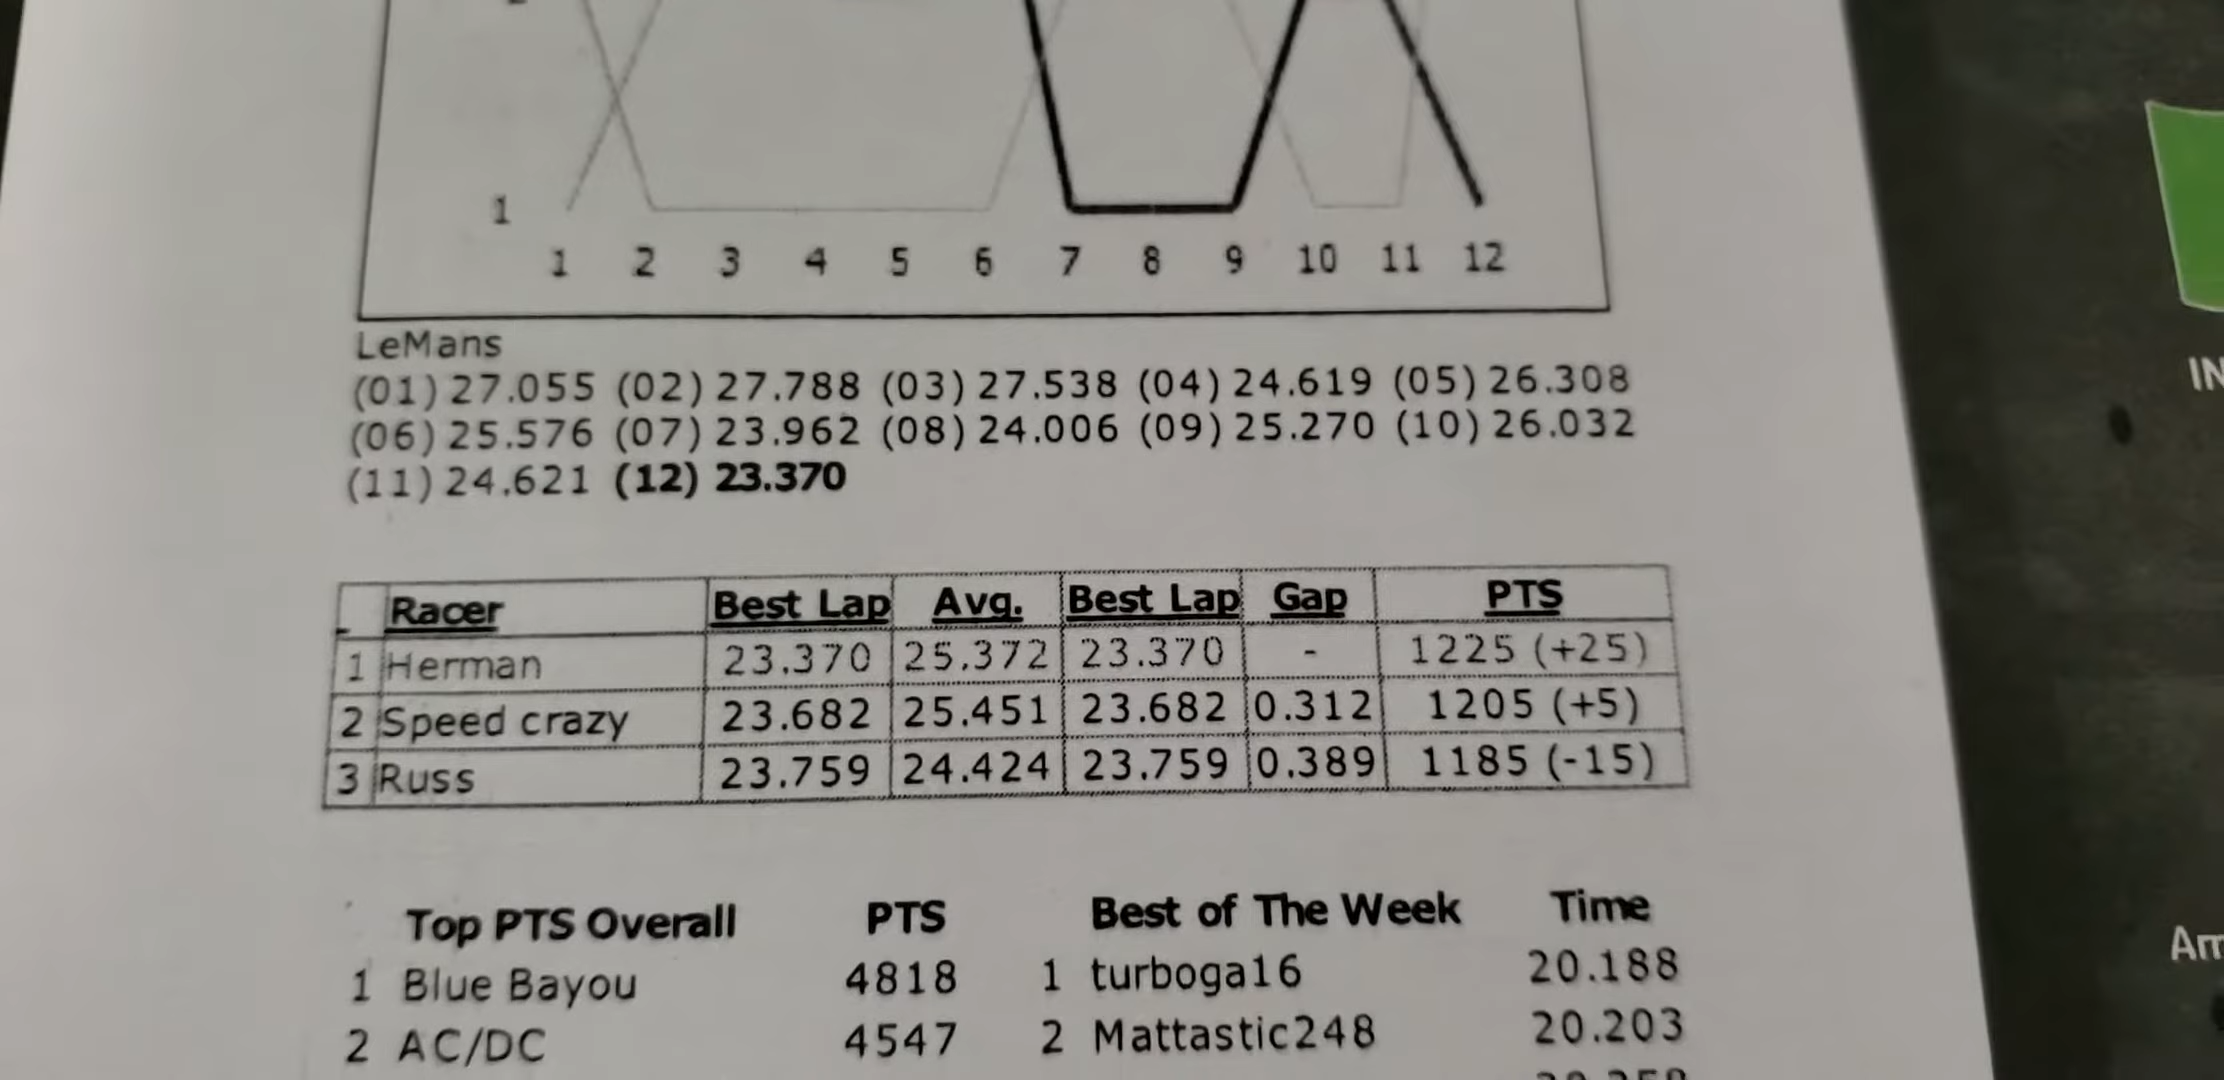 1
1 2 3 4 5 6 7 8 9 10 11 12
LeMans
(01) 27.055 (02) 27.788 (03) 27.538 (04) 24.619 (05) 26.308
(06) 25.576 (07) 23.962 (08) 24.006 (09) 25.270 (10) 26.032
(11) 24.621 (12) 23.370
Racer Best Lap Avg. Best Lap Gap PTS
1 Herman 23.370 25.372 23.370 - 1225 (+25)
2 Speed crazy 23.682 25.451 23.682 0.312 1205 (+5)
3 Russ 23.759 24.424 23.759 0.389 1185 (-15)
Top PTS Overall PTS Best of The Week Time
1 Blue Bayou 4818 1 turboga16 20.188
2 AC/DC 4547 2 Mattastic248 20.203
IN